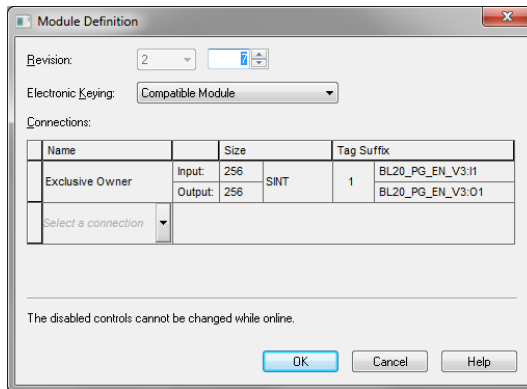 Module Definition
x
Revision: 2 7
Electronic Keying: Compatible Module
Connections:
Name Size Tag Suffix
Exclusive Owner Input: 256 SINT 1 BL20_PG_EN_V3:I1
Output: 256 BL20_PG_EN_V3:O1
Select a connection
The disabled controls cannot be changed while online.
OK Cancel Help